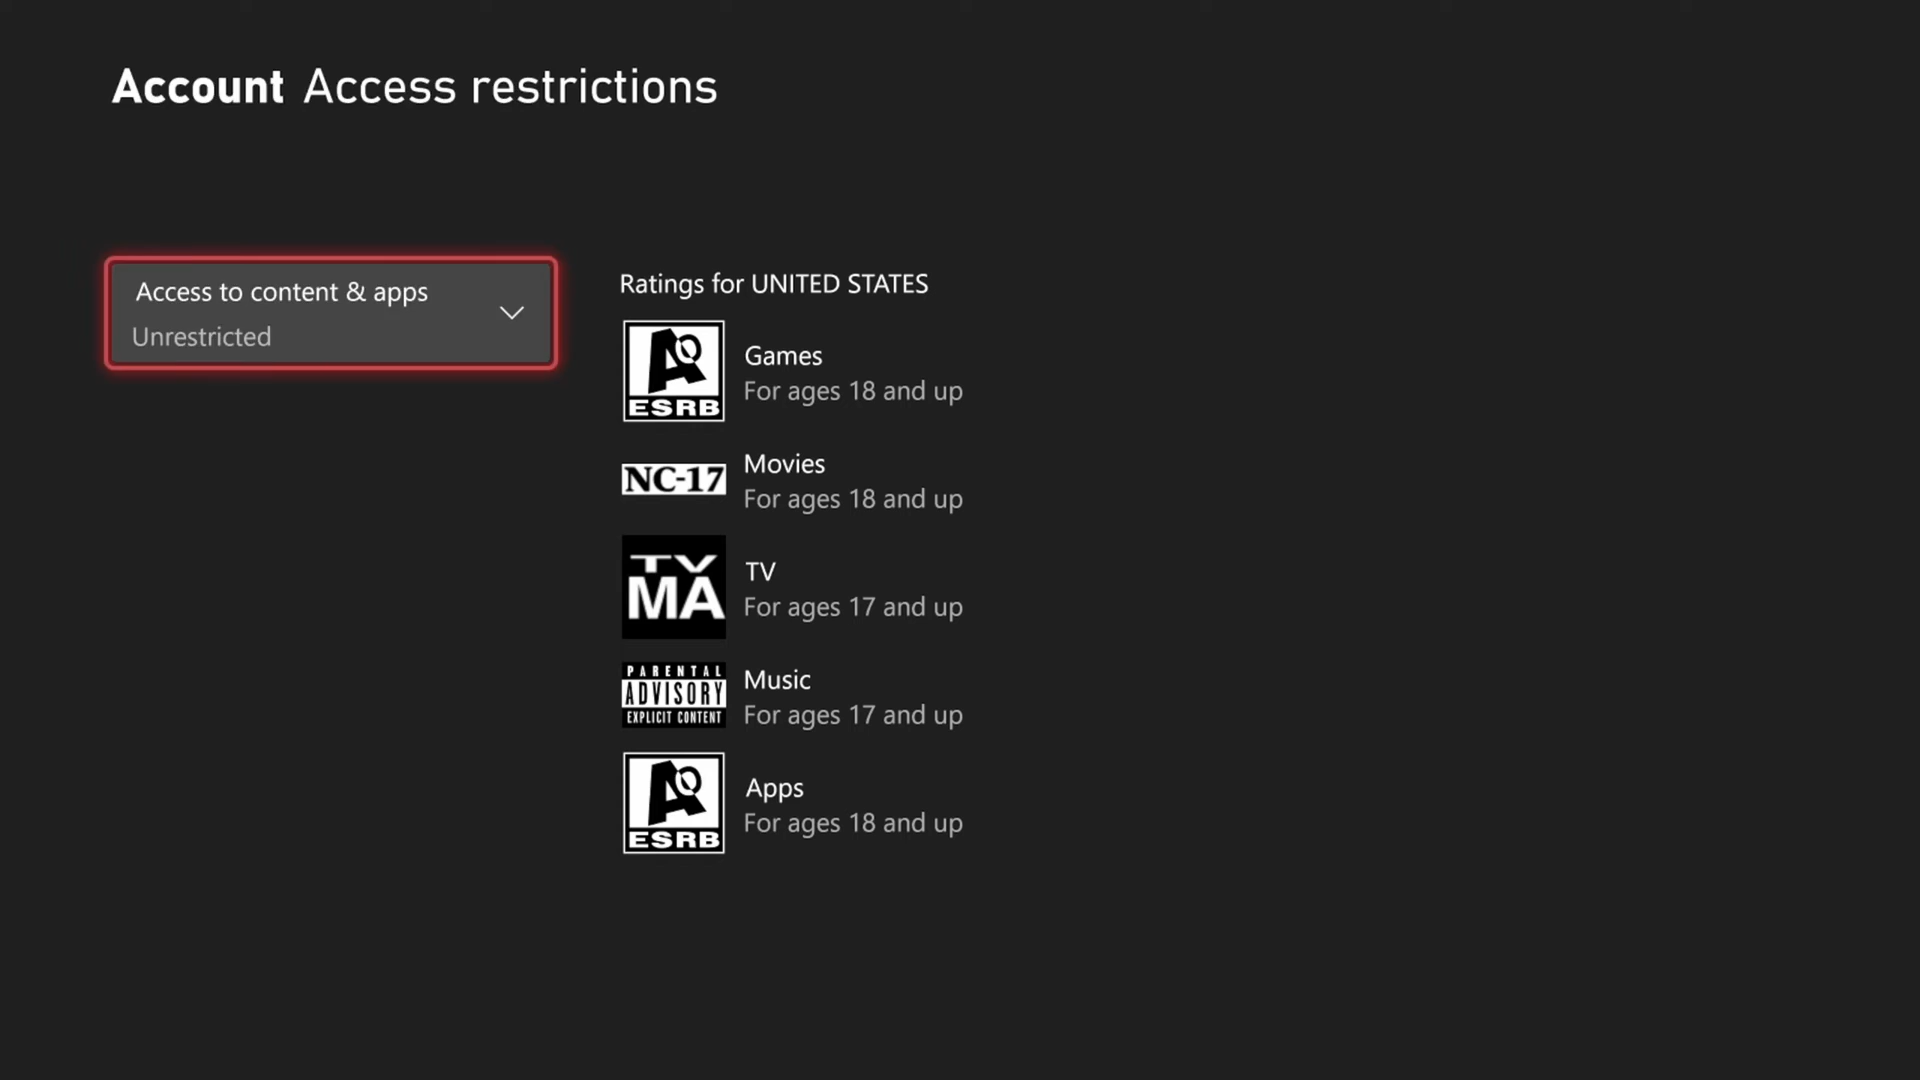 Account Access restrictions
Access to content & apps
Unrestricted
Ratings for UNITED STATES
AO
ESRB
Games
For ages 18 and up
NC-17
Movies
For ages 18 and up
TV
MA
TV
For ages 17 and up
PARENTAL
ADVISORY
EXPLICIT CONTENT
Music
For ages 17 and up
AO
ESRB
Apps
For ages 18 and up